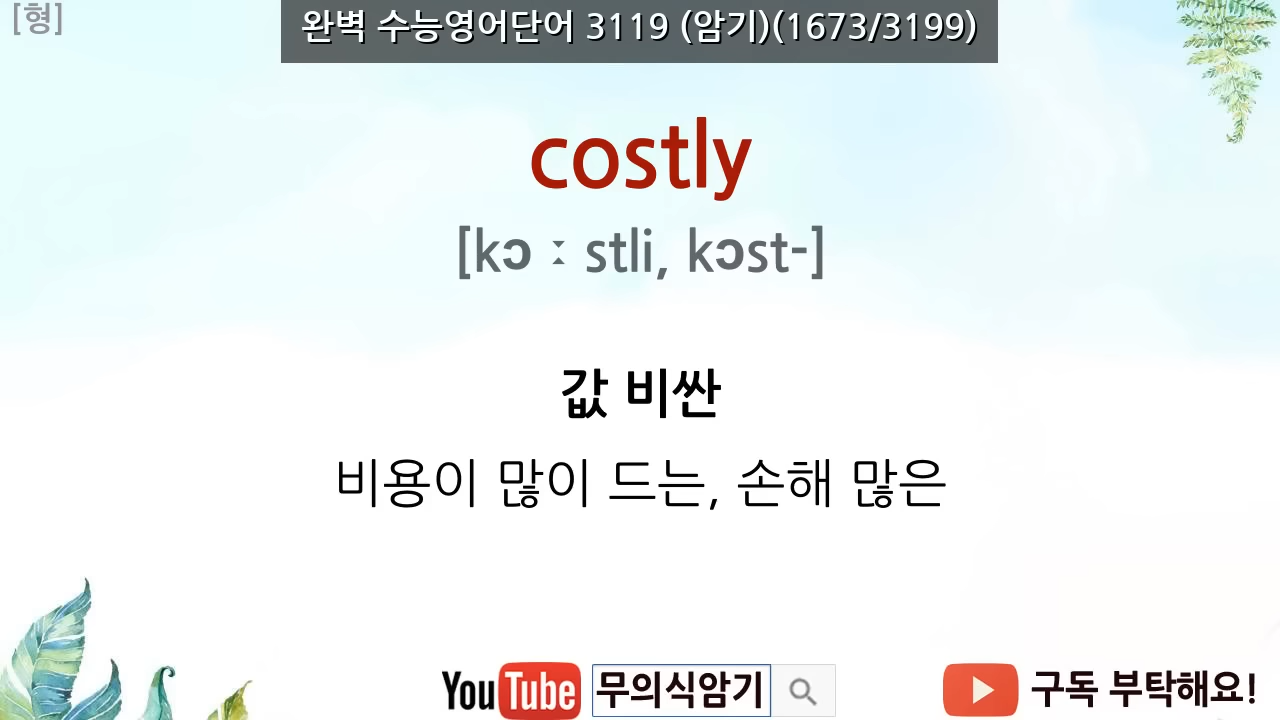 [형]
완벽 수능영어단어 3119 (암기)(1673/3199)
costly
[kɔː stli, kɔst-]
값 비싼
비용이 많이 드는, 손해 많은
YouTube 무의식암기 구독 부탁해요!